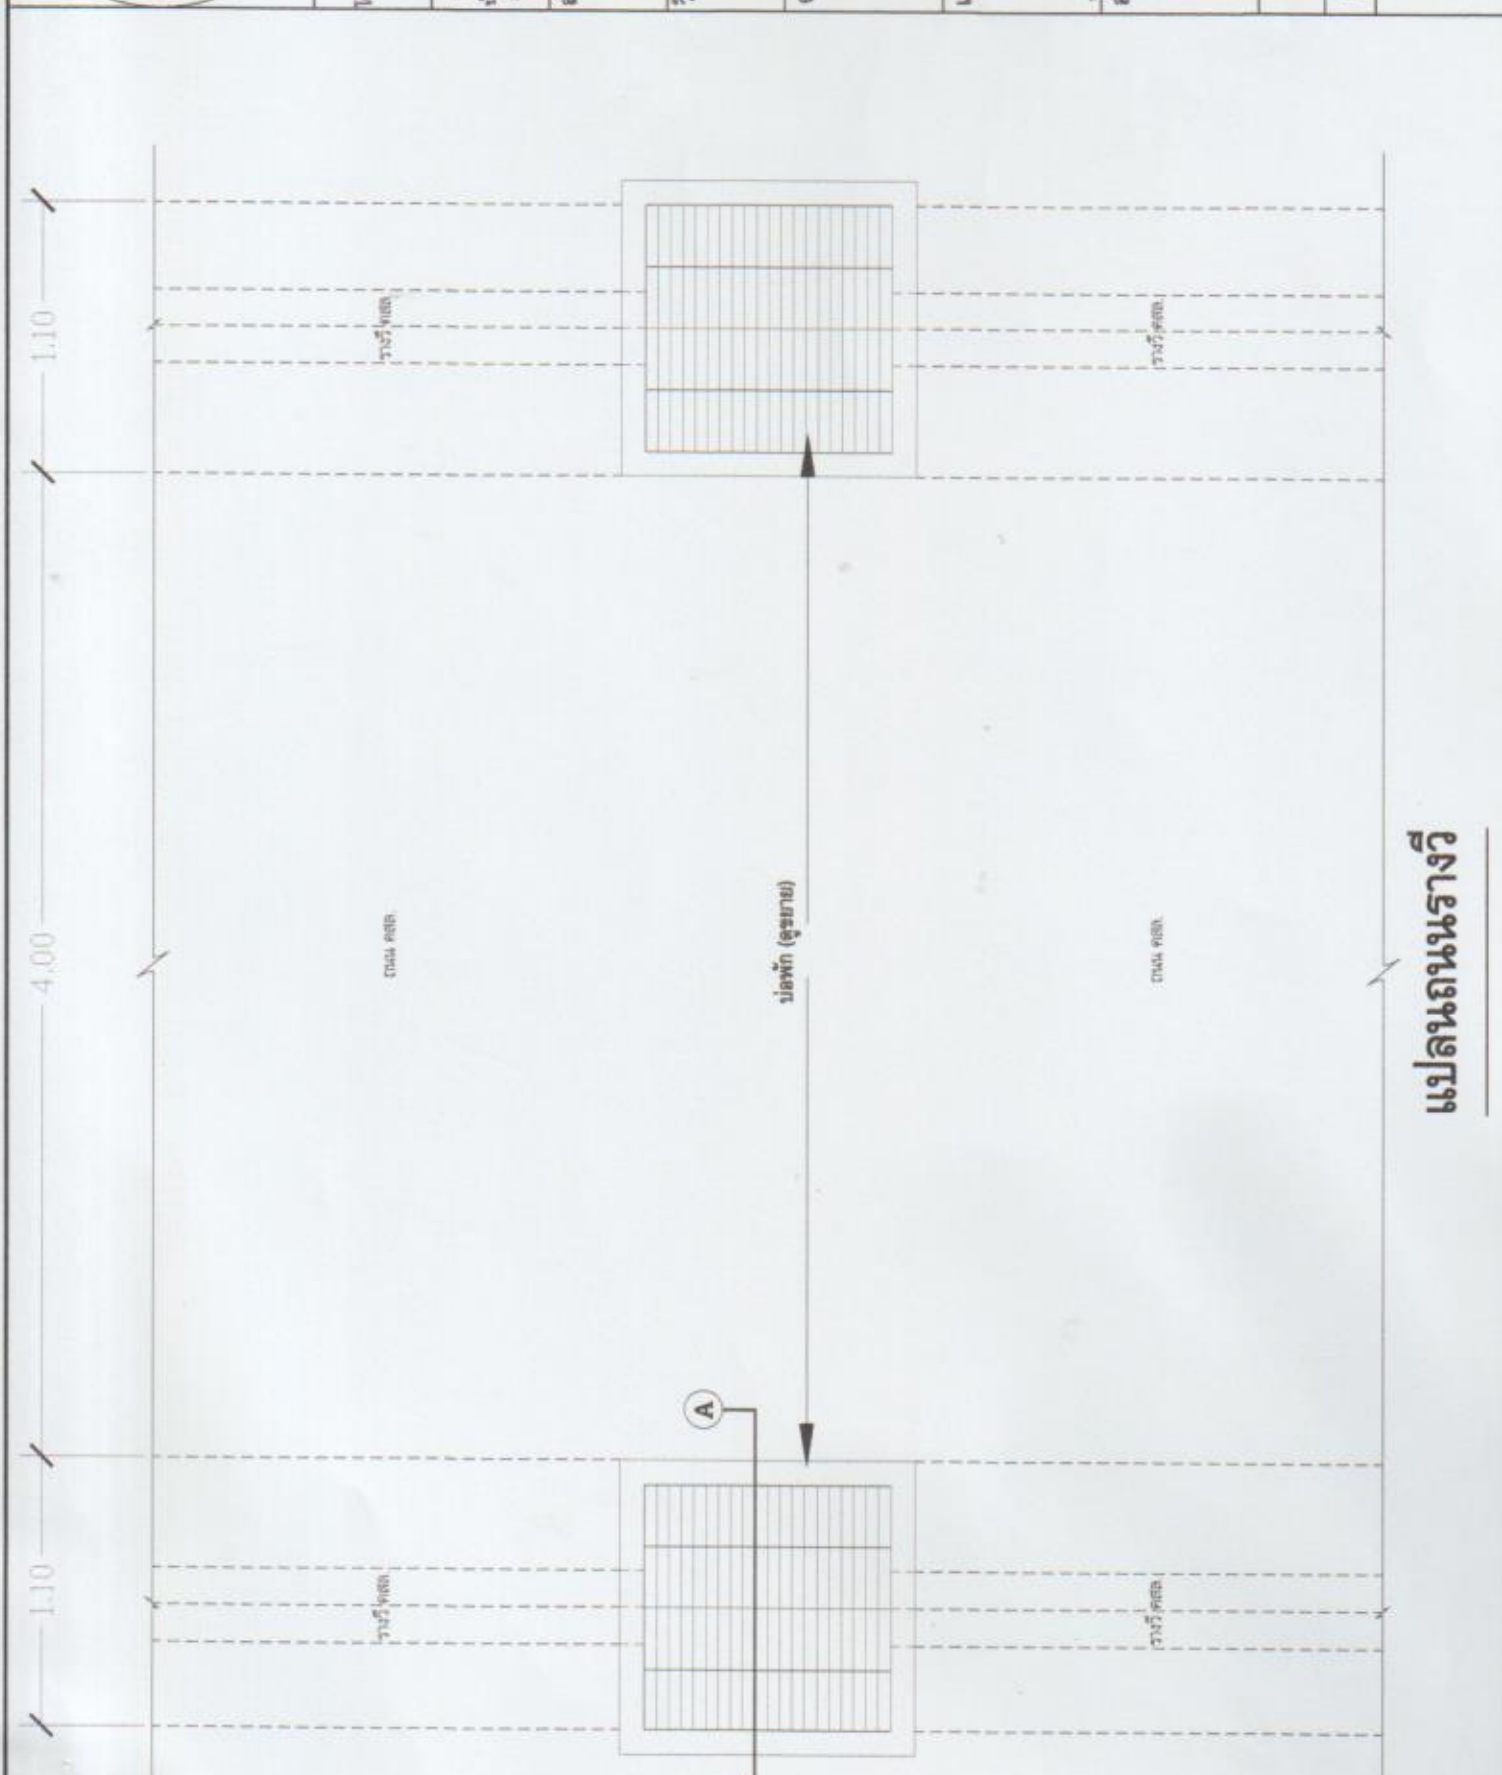 1.10
4.00
1.10
รางวี คสล.
ถนน คสล.
รางวี คสล.
บ่อพัก (ดูขยาย)
A
รางวี คสล.
ถนน คสล.
รางวี คสล.
แปลนถนนรางวี